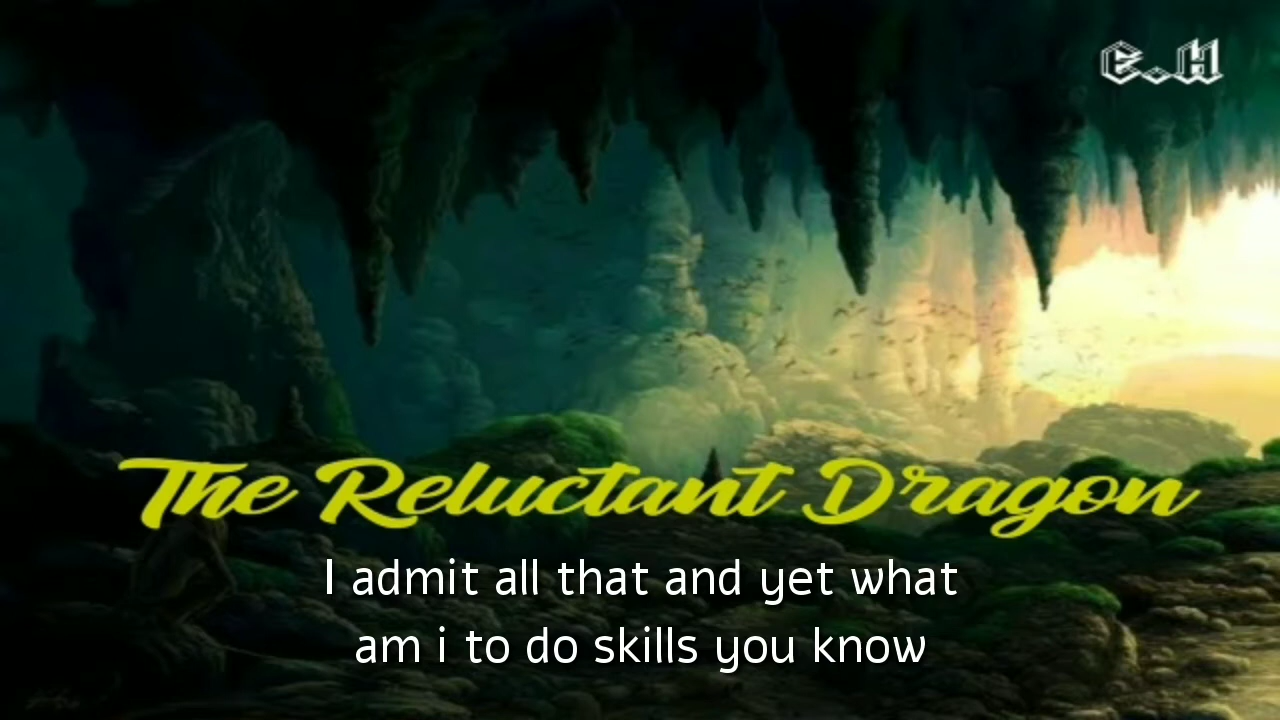 C.H
The Reluctant Dragon
I admit all that and yet what
am i to do skills you know